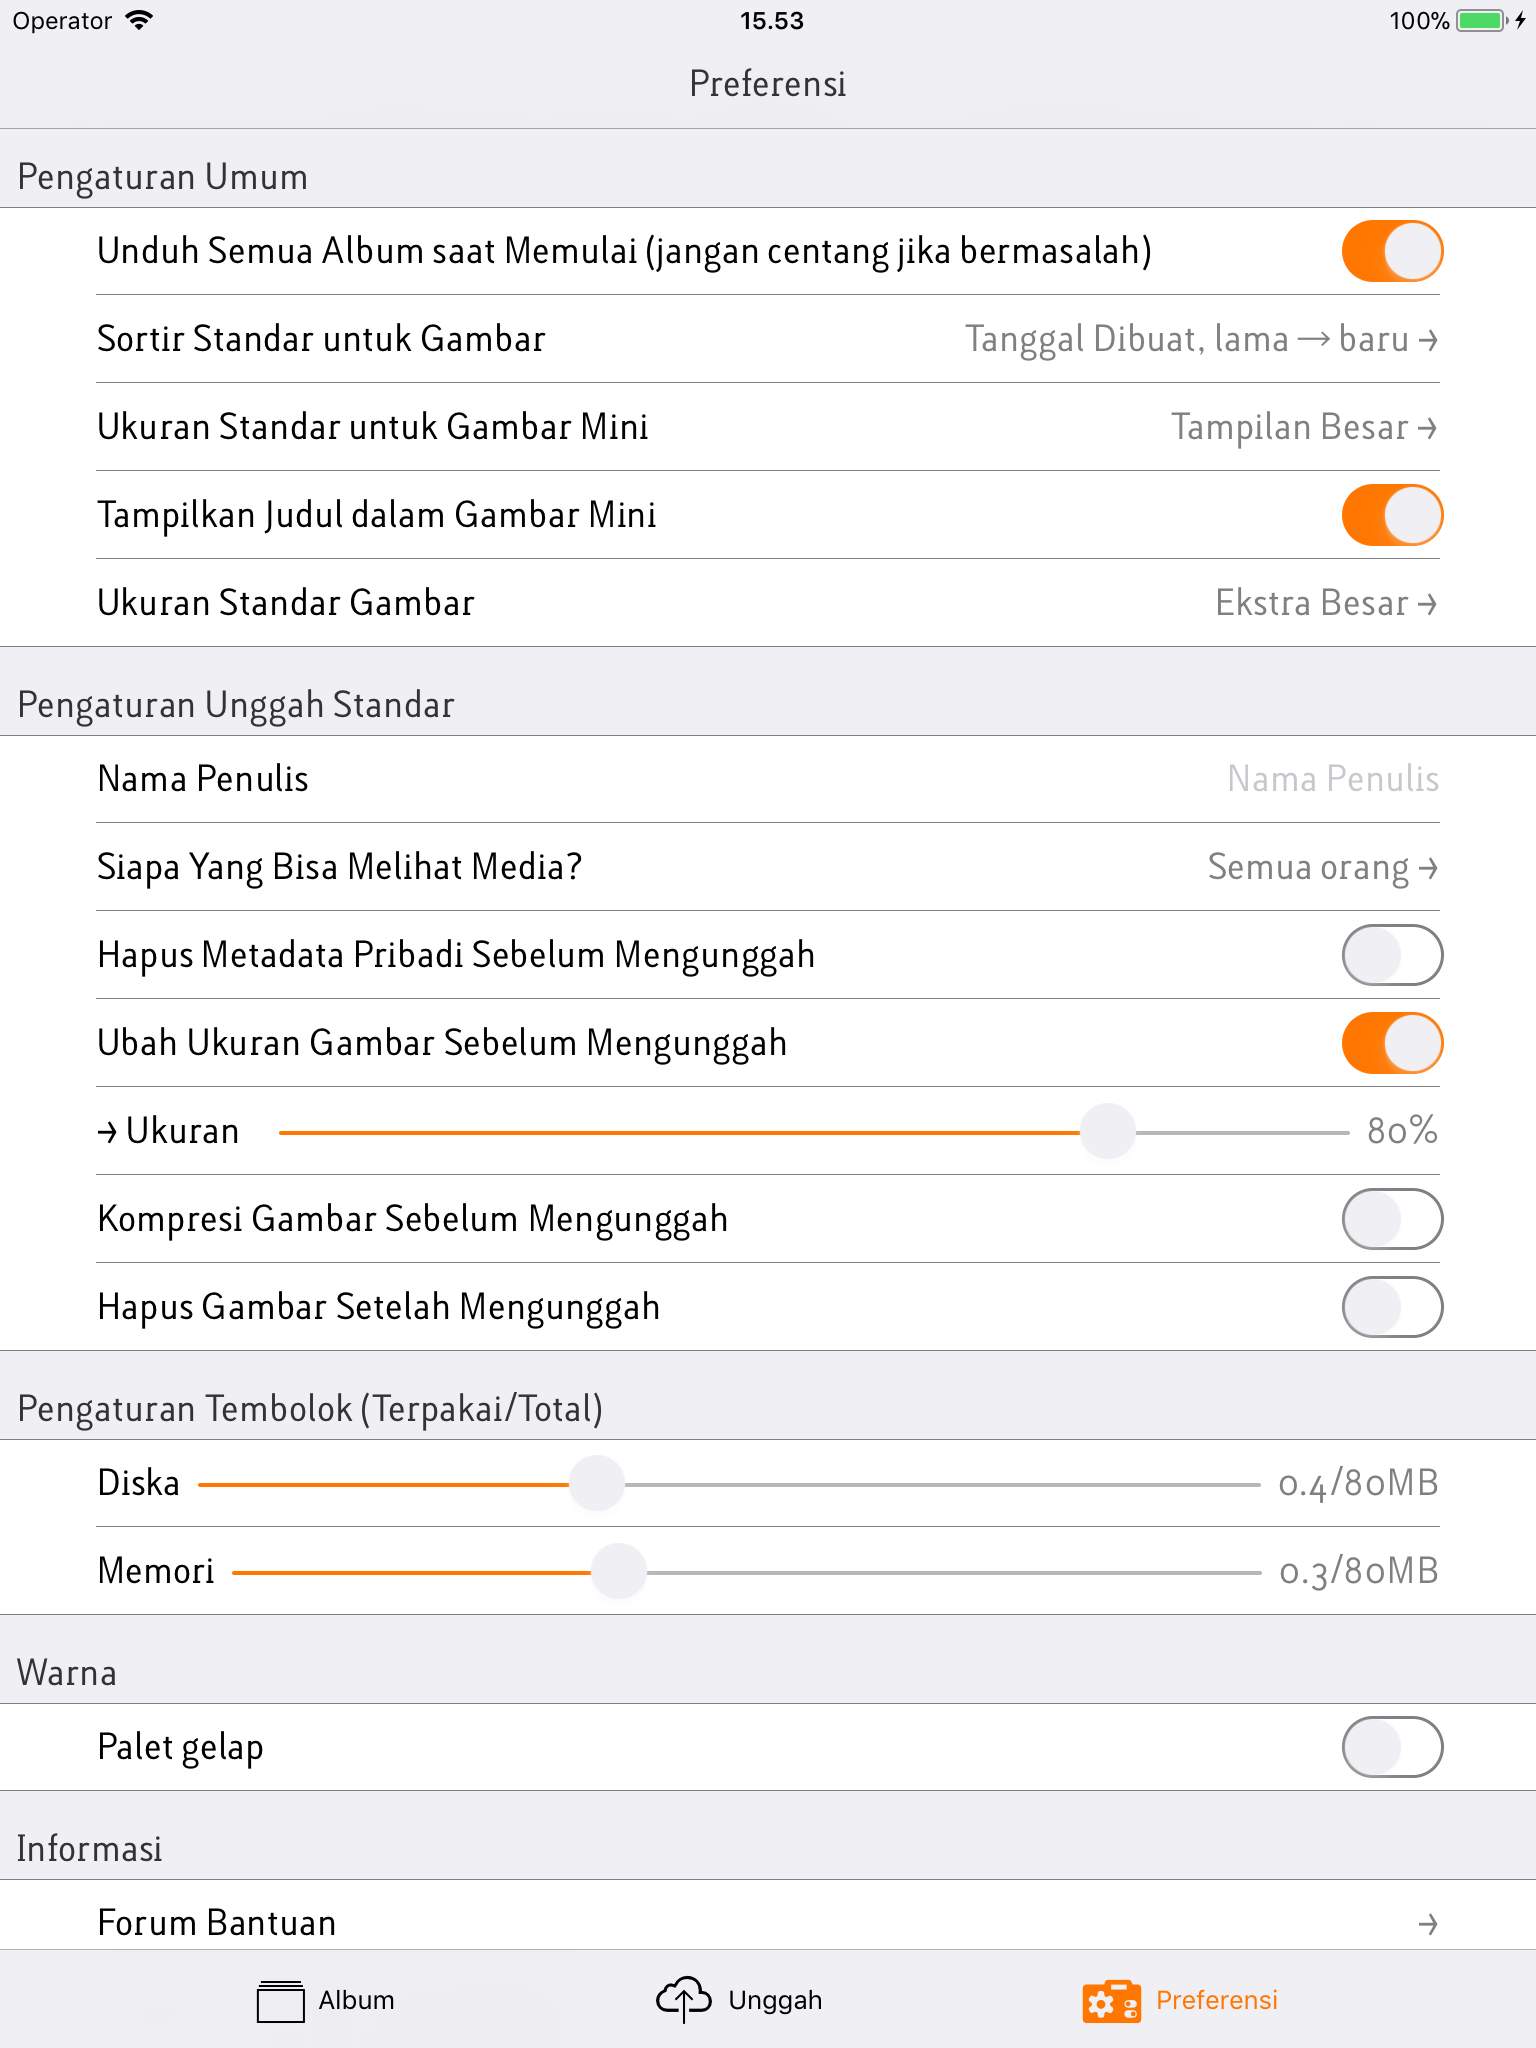 Operator 15.53 100%
Preferensi
Pengaturan Umum
Unduh Semua Album saat Memulai (jangan centang jika bermasalah)
Sortir Standar untuk Gambar Tanggal Dibuat, lama → baru →
Ukuran Standar untuk Gambar Mini Tampilan Besar →
Tampilkan Judul dalam Gambar Mini
Ukuran Standar Gambar Ekstra Besar →
Pengaturan Unggah Standar
Nama Penulis Nama Penulis
Siapa Yang Bisa Melihat Media? Semua orang →
Hapus Metadata Pribadi Sebelum Mengunggah
Ubah Ukuran Gambar Sebelum Mengunggah
→ Ukuran 80%
Kompresi Gambar Sebelum Mengunggah
Hapus Gambar Setelah Mengunggah
Pengaturan Tembolok (Terpakai/Total)
Diska 0.4/80MB
Memori 0.3/80MB
Warna
Palet gelap
Informasi
Forum Bantuan →
Album Unggah Preferensi